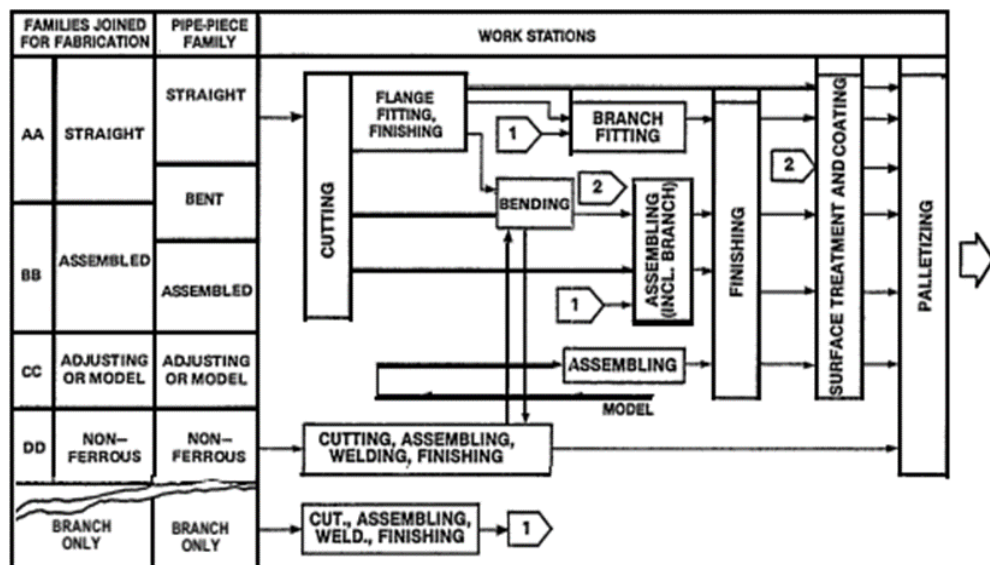 FAMILIES JOINED
FOR FABRICATION
PIPE-PIECE
FAMILY
WORK STATIONS
AA
STRAIGHT
STRAIGHT
BENT
BB
ASSEMBLED
ASSEMBLED
CC
ADJUSTING
OR MODEL
ADJUSTING
OR MODEL
DD
NON–
FERROUS
NON–
FERROUS
BRANCH
ONLY
BRANCH
ONLY
CUTTING
FLANGE
FITTING,
FINISHING
1
BRANCH
FITTING
BENDING
2
ASSEMBLING
(INCL. BRANCH)
1
FINISHING
2
SURFACE TREATMENT AND COATING
PALLETIZING
ASSEMBLING
MODEL
CUTTING, ASSEMBLING,
WELDING, FINISHING
CUT., ASSEMBLING,
WELD., FINISHING
1